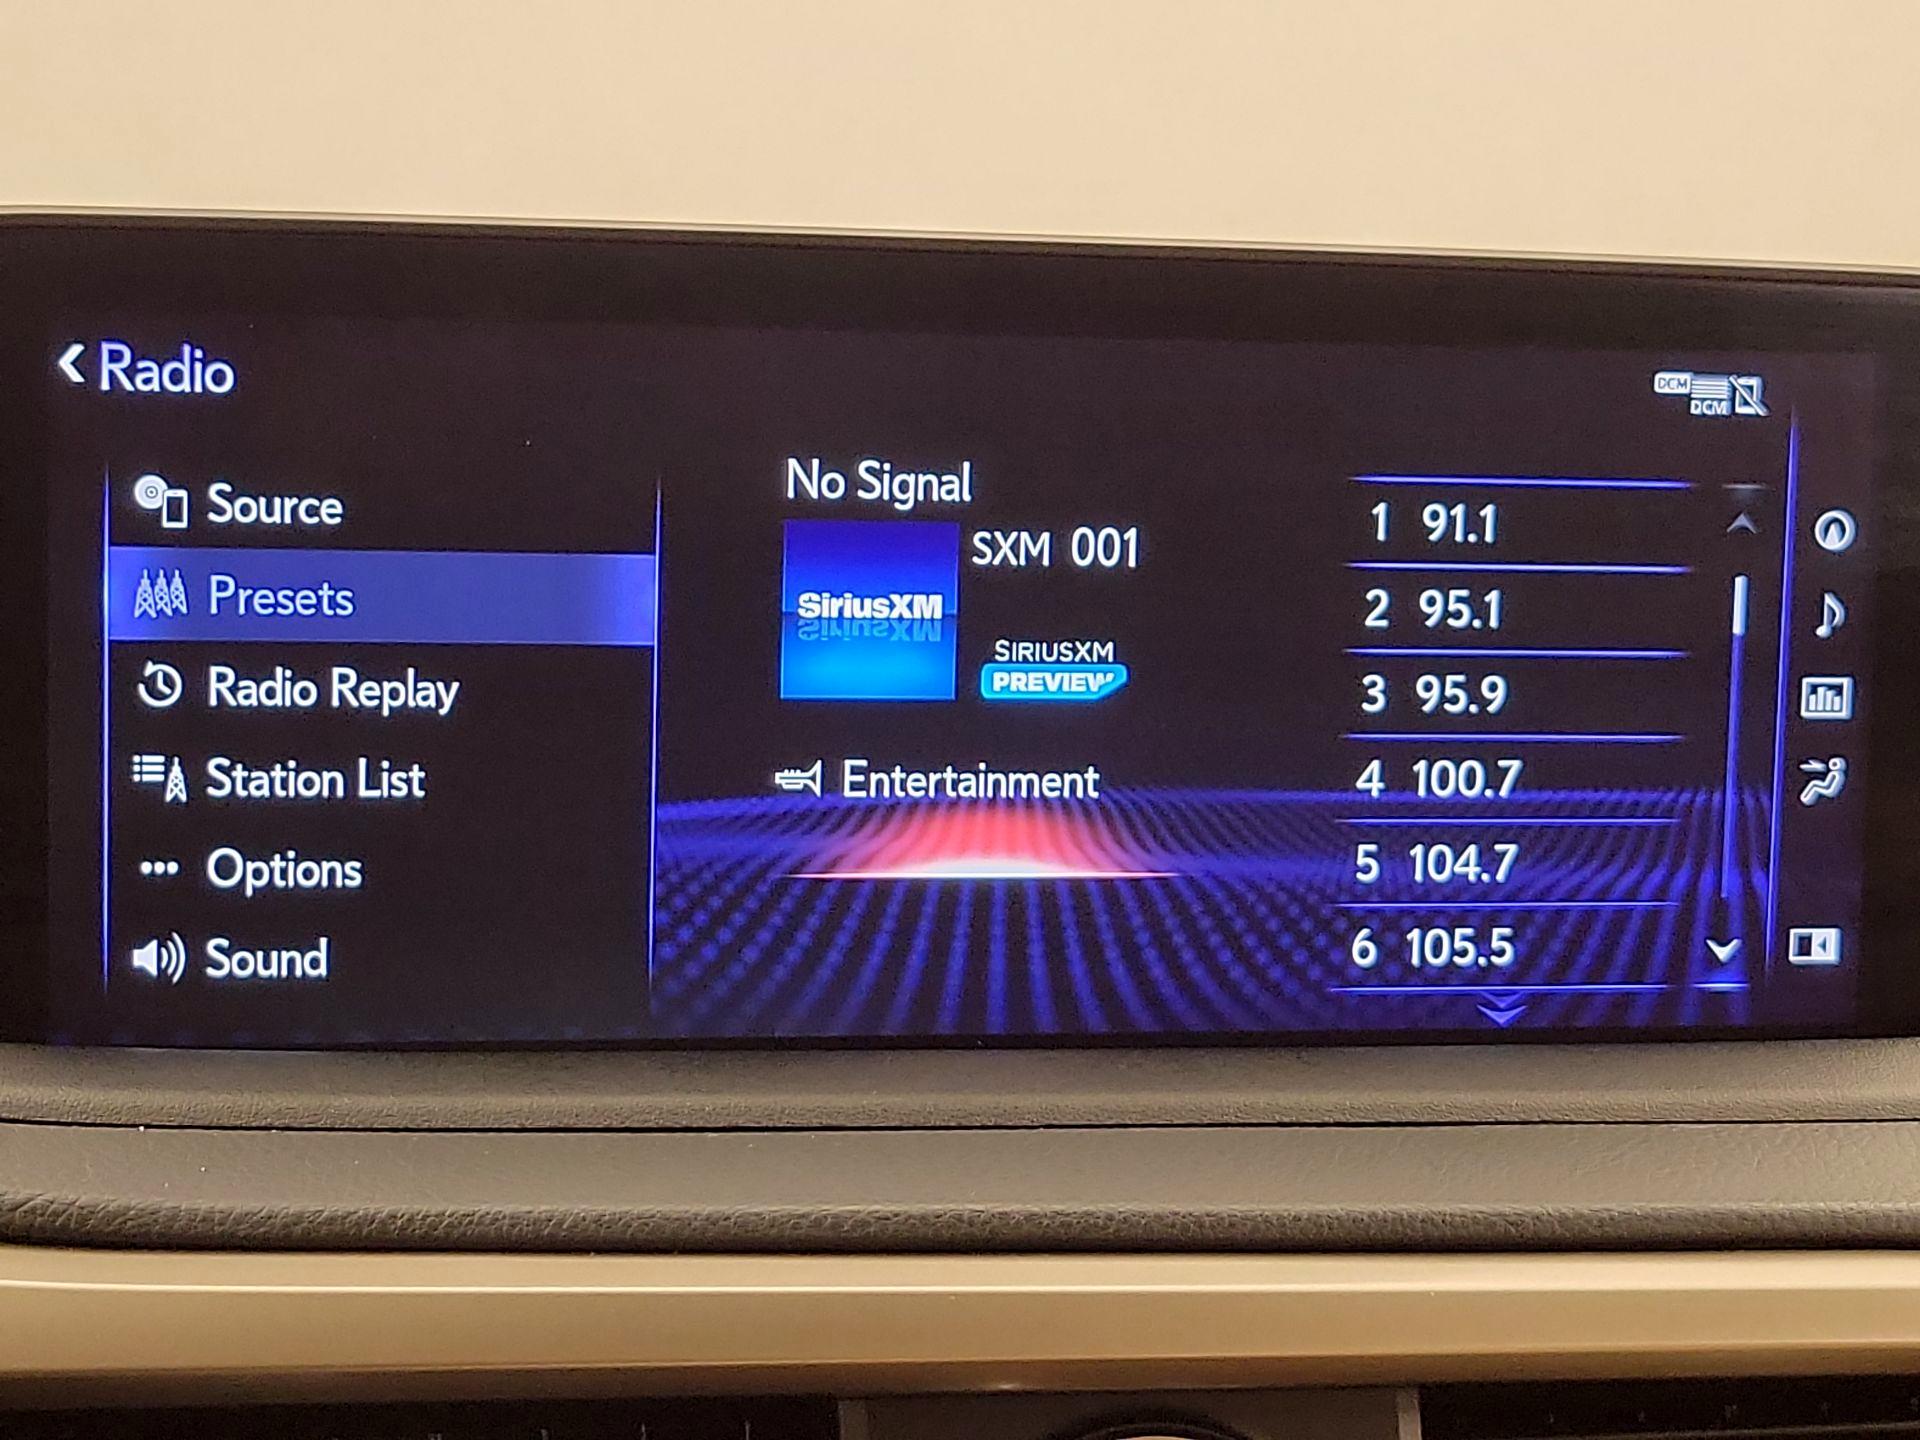 Radio
DCM
DCM
Source
Presets
Radio Replay
Station List
Options
Sound
No Signal
SXM 001
SiriusXM
SIRIUSXM
PREVIEW
Entertainment
1 91.1
2 95.1
3 95.9
4 100.7
5 104.7
6 105.5